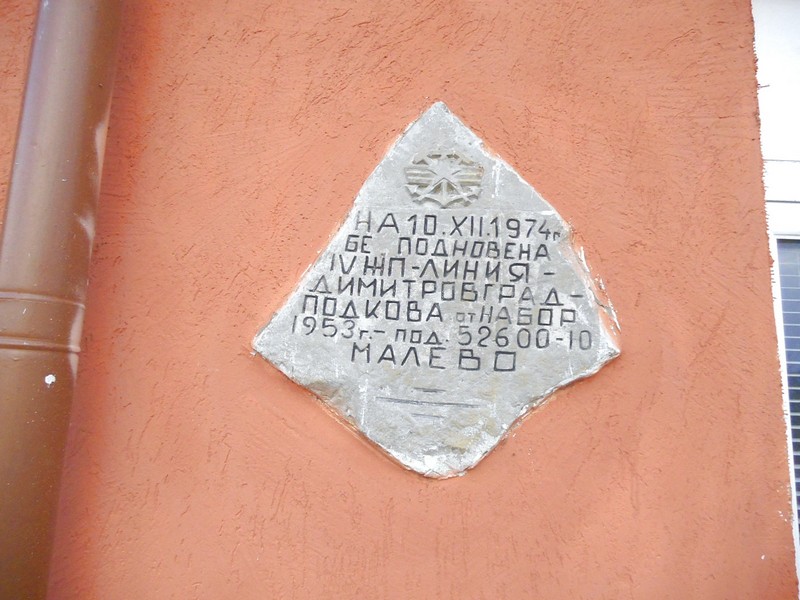 НА 10.XII.1974г
БЕ ПОДНОВЕНА
IV ЖП-ЛИНИЯ-
ДИМИТРОВГРАД-
ПОДКОВА от НАБОР
1953г.- ПОД. 52600-10
МАЛЕВО